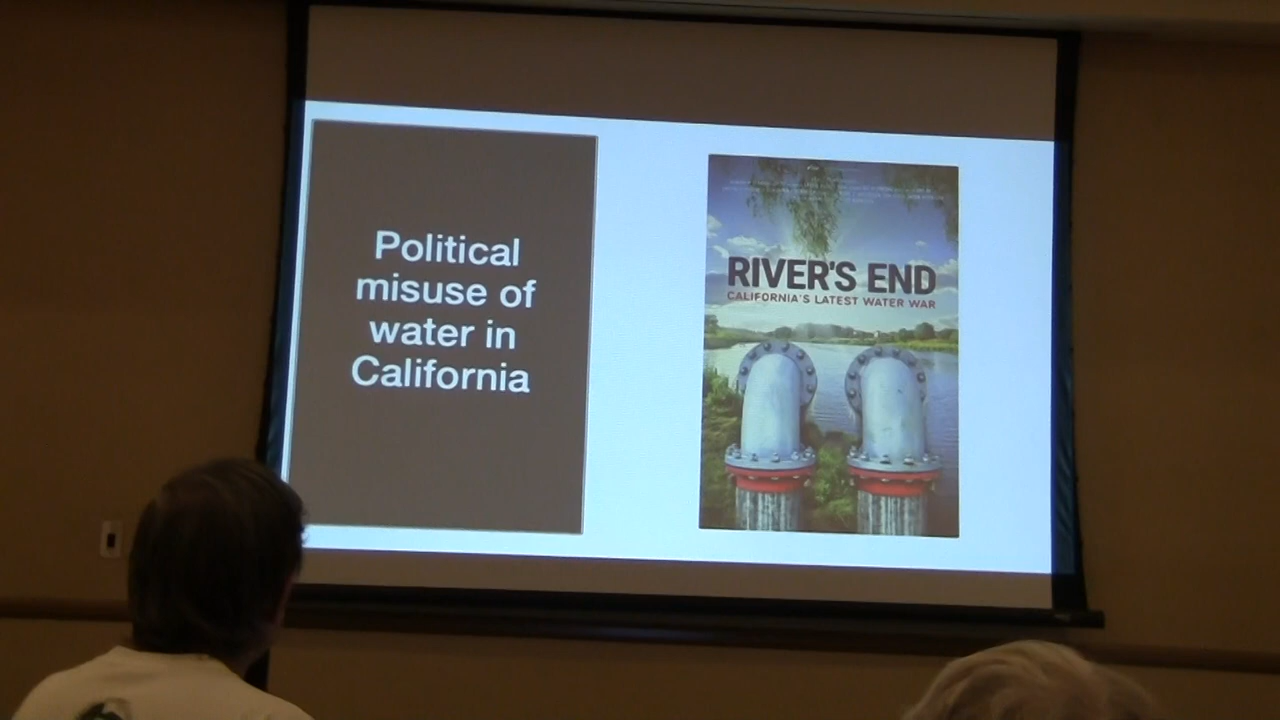 Political
misuse of
water in
California
RIVER'S END
CALIFORNIA'S LATEST WATER WAR